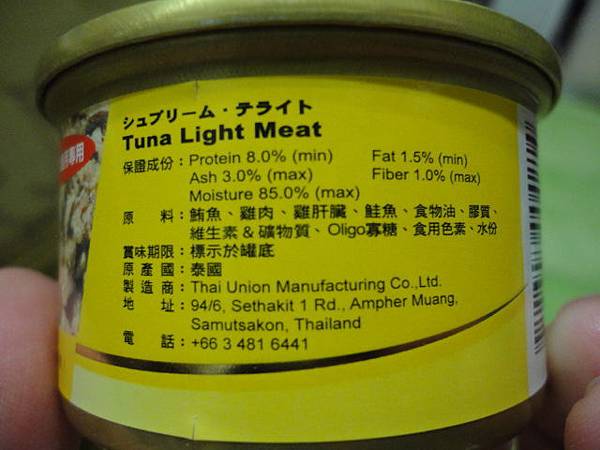 シュプリーム・テライト
Tuna Light Meat
保證成份：Protein 8.0% (min) Fat 1.5% (min)
Ash 3.0% (max) Fiber 1.0% (max)
Moisture 85.0% (max)
原　　料：鮪魚、雞肉、雞肝臟、鮭魚、食物油、膠質、
維生素 & 礦物質、Oligo寡糖、食用色素、水份
賞味期限：標示於罐底
原 產 國：泰國
製 造 商：Thai Union Manufacturing Co.,Ltd.
地　　址：94/6, Sethakit 1 Rd., Ampher Muang,
Samutsakon, Thailand
電　　話：+66 3 481 6441
專用